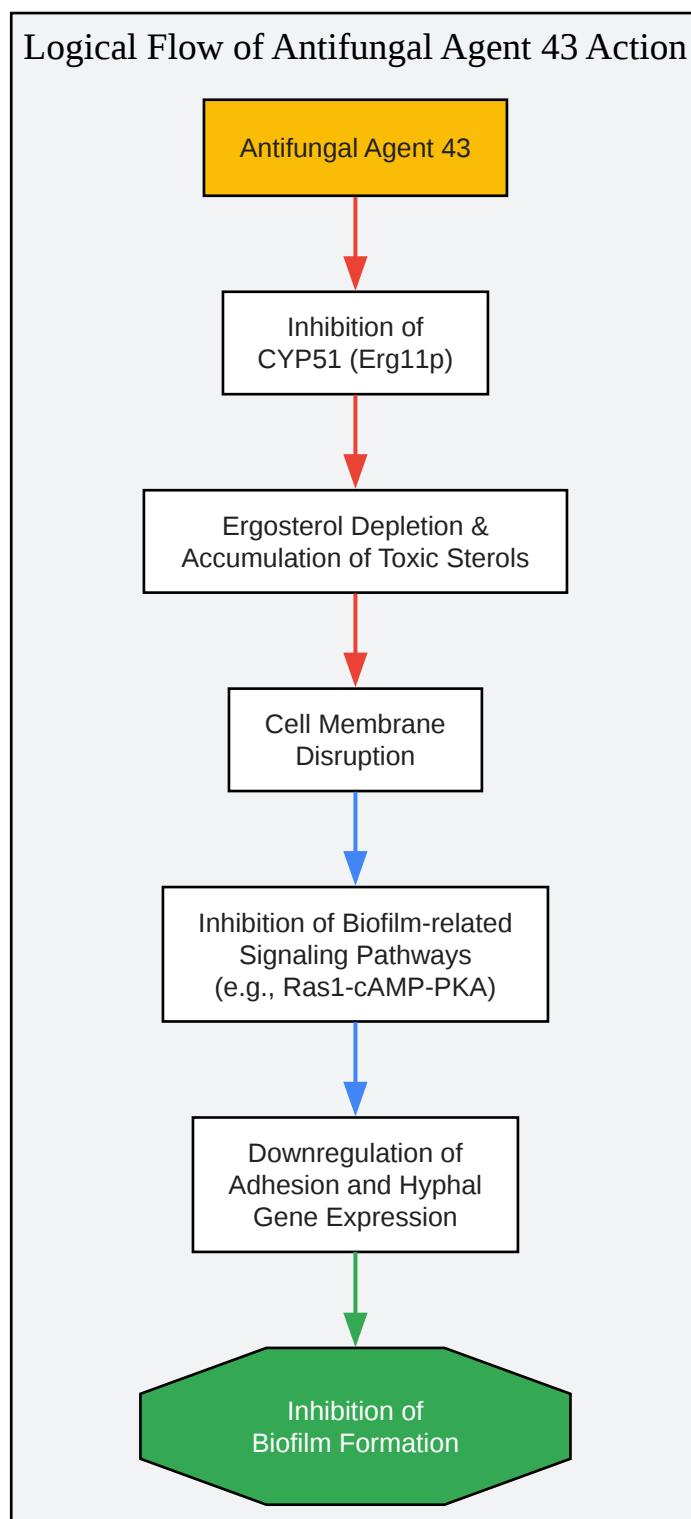 Logical Flow of Antifungal Agent 43 Action
Antifungal Agent 43
Inhibition of
CYP51 (Erg11p)
Ergosterol Depletion &
Accumulation of Toxic Sterols
Cell Membrane
Disruption
Inhibition of Biofilm-related
Signaling Pathways
(e.g., Ras1-cAMP-PKA)
Downregulation of
Adhesion and Hyphal
Gene Expression
Inhibition of
Biofilm Formation